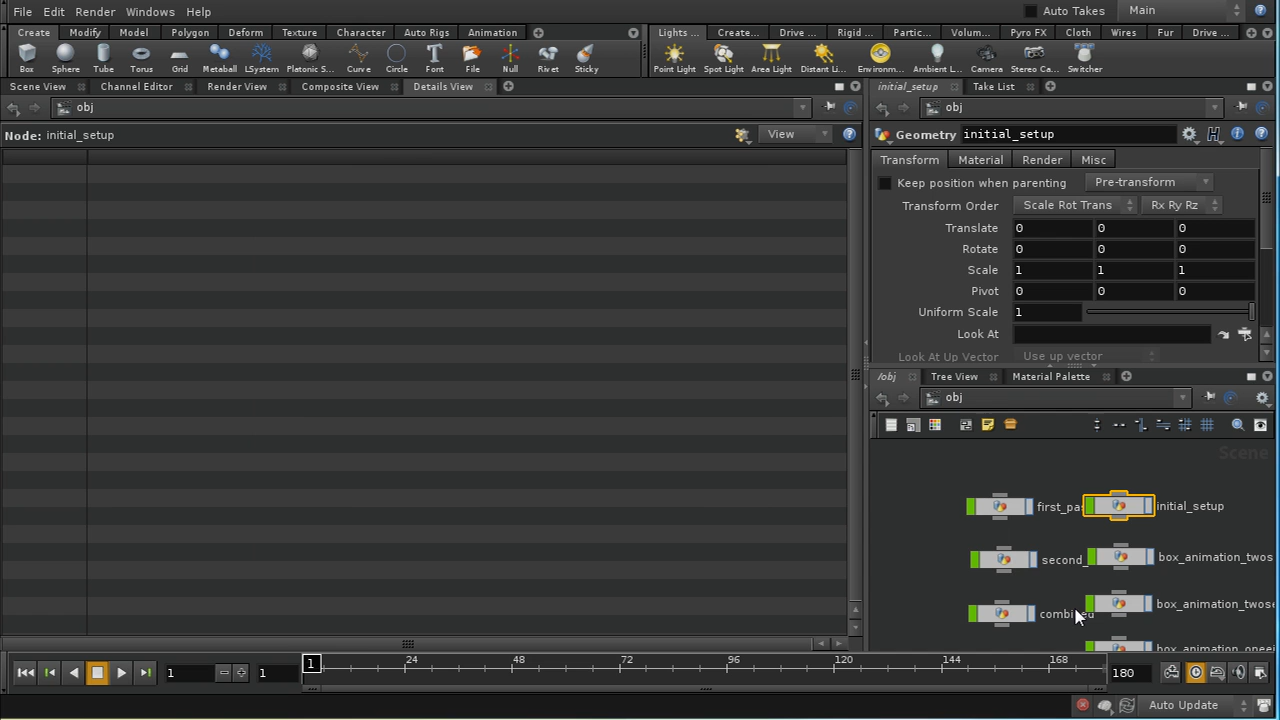 File Edit Render Windows Help Auto Takes Main
Create Modify Model Polygon Deform Texture Character Auto Rigs Animation Lights ... Create... Drive ... Rigid ... Partic... Volum... Pyro FX Cloth Wires Fur Drive ...
Box Sphere Tube Torus Grid Metaball LSystem Platonic S... Curve Circle Font File Null Rivet Sticky Point Light Spot Light Area Light Distant Li... Environm... Ambient L... Camera Stereo Ca... Switcher
Scene View Channel Editor Render View Composite View Details View initial_setup Take List
obj obj
Node: initial_setup View Geometry initial_setup
Transform Material Render Misc
Keep position when parenting Pre-transform
Transform Order Scale Rot Trans Rx Ry Rz
Translate 0 0 0
Rotate 0 0 0
Scale 1 1 1
Pivot 0 0 0
Uniform Scale 1
Look At
Look At Up Vector Use up vector
/obj Tree View Material Palette
obj
Scene
first_pa initial_setup
second_ box_animation_twos
combined box_animation_twos
box_animation_oneei
1 1 1 24 48 72 96 120 144 168 180
Auto Update